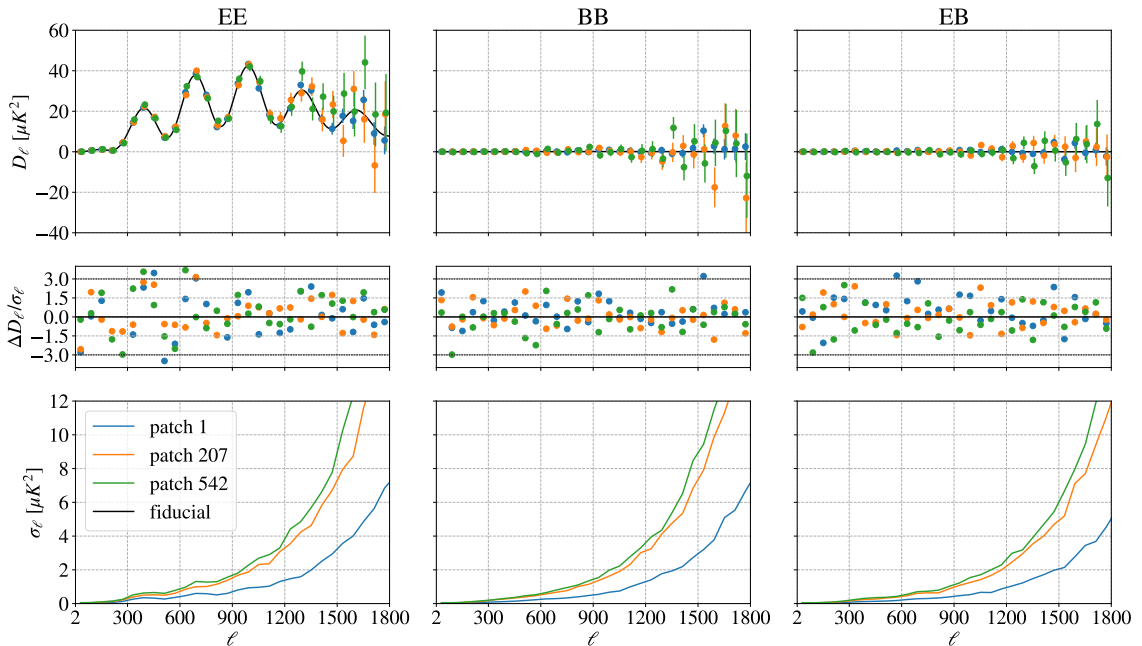 EE BB EB
60
40
20
0
−20
−40
D_ℓ [μK²]
3.0
1.5
0.0
−1.5
−3.0
ΔD_ℓ/σ_ℓ
12
10
8
6
4
2
0
σ_ℓ [μK²]
patch 1
patch 207
patch 542
fiducial
2 300 600 900 1200 1500 1800
2 300 600 900 1200 1500 1800
2 300 600 900 1200 1500 1800
ℓ ℓ ℓ